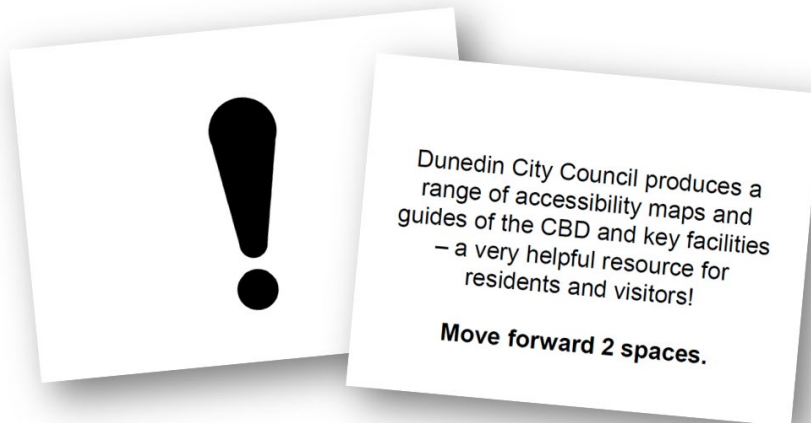 !
Dunedin City Council produces a
range of accessibility maps and
guides of the CBD and key facilities
– a very helpful resource for
residents and visitors!
Move forward 2 spaces.